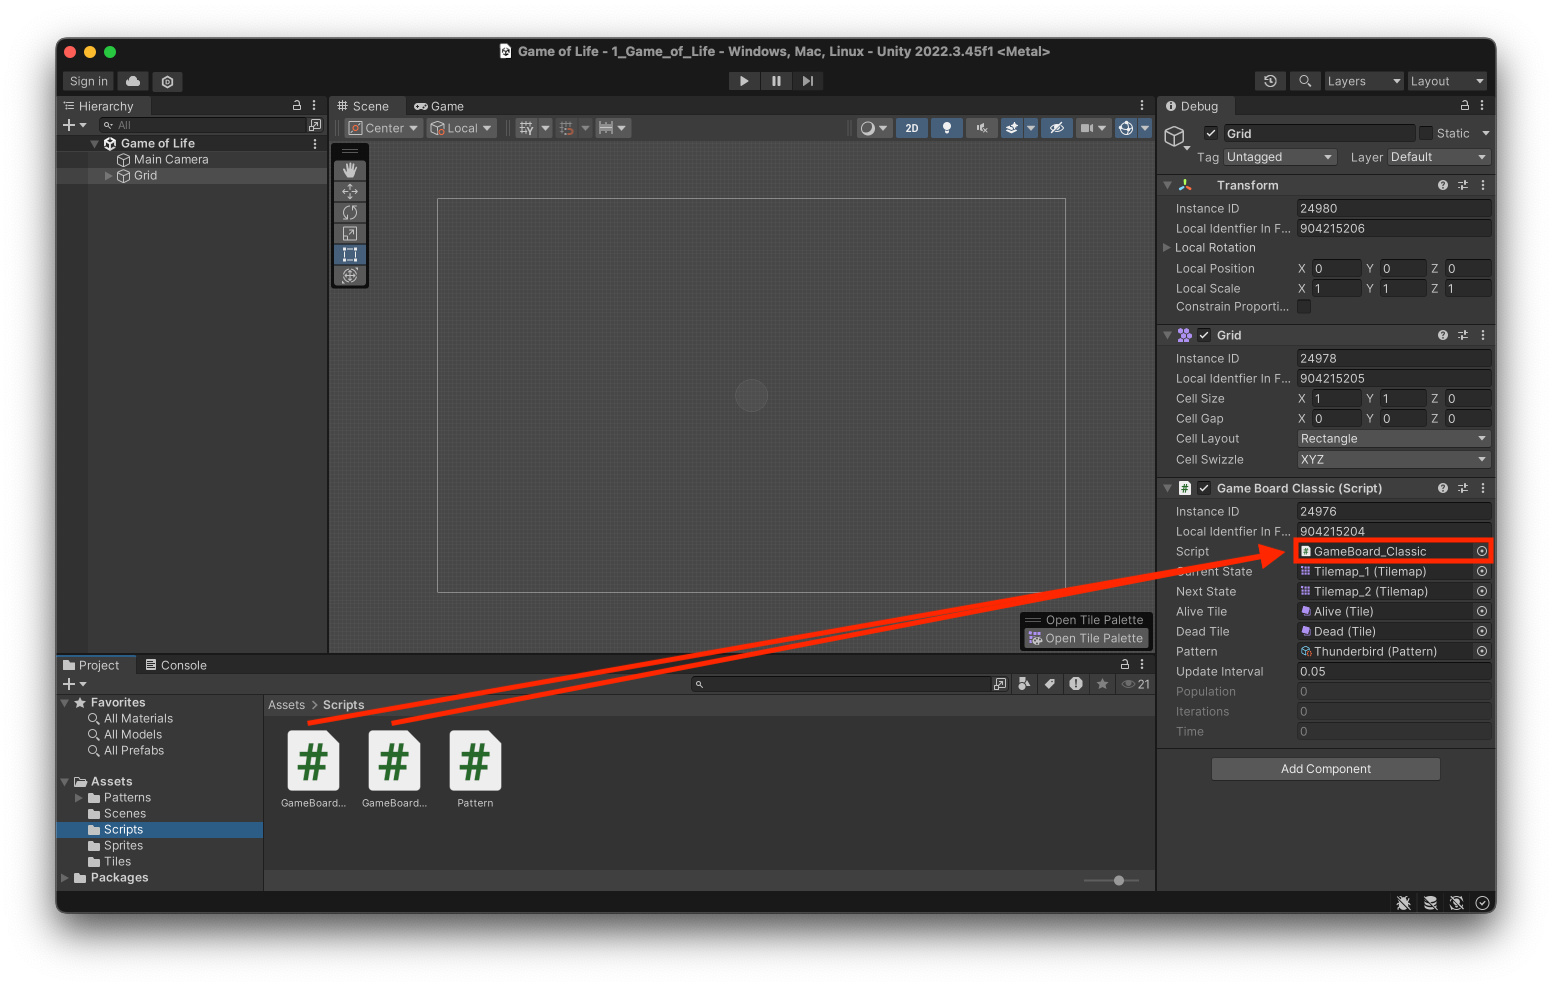 Game of Life - 1_Game_of_Life - Windows, Mac, Linux - Unity 2022.3.45f1 <Metal>
Sign in
Layers
Layout
Hierarchy
All
Game of Life
Main Camera
Grid
Scene
Game
Center
Local
2D
Open Tile Palette
Open Tile Palette
Debug
Grid
Static
Tag Untagged
Layer Default
Transform
Instance ID 24980
Local Identfier In F... 904215206
Local Rotation
Local Position X 0 Y 0 Z 0
Local Scale X 1 Y 1 Z 1
Constrain Proporti...
Grid
Instance ID 24978
Local Identfier In F... 904215205
Cell Size X 1 Y 1 Z 0
Cell Gap X 0 Y 0 Z 0
Cell Layout Rectangle
Cell Swizzle XYZ
# Game Board Classic (Script)
Instance ID 24976
Local Identfier In F... 904215204
Script # GameBoard_Classic
Current State Tilemap_1 (Tilemap)
Next State Tilemap_2 (Tilemap)
Alive Tile Alive (Tile)
Dead Tile Dead (Tile)
Pattern Thunderbird (Pattern)
Update Interval 0.05
Population 0
Iterations 0
Time 0
Add Component
Project
Console
21
Favorites
All Materials
All Models
All Prefabs
Assets
Patterns
Scenes
Scripts
Sprites
Tiles
Packages
Assets > Scripts
# # #
GameBoard... GameBoard... Pattern